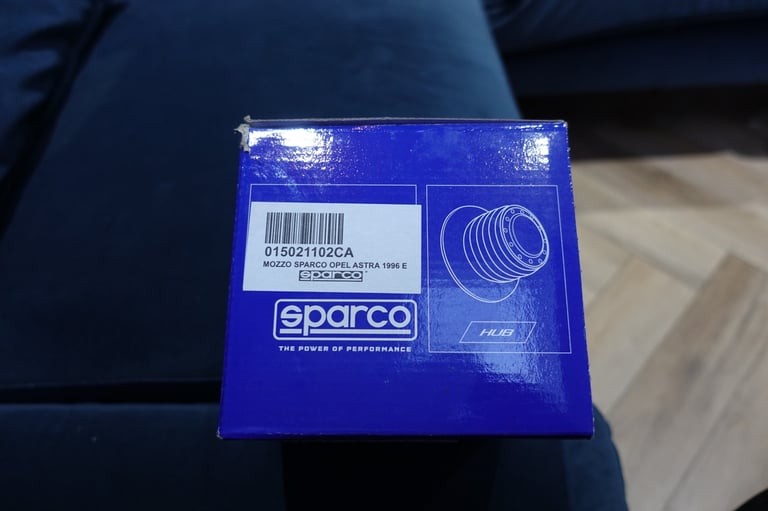 015021102CA
MOZZO SPARCO OPEL ASTRA 1996 E
sparco
sparco
THE POWER OF PERFORMANCE
HUB